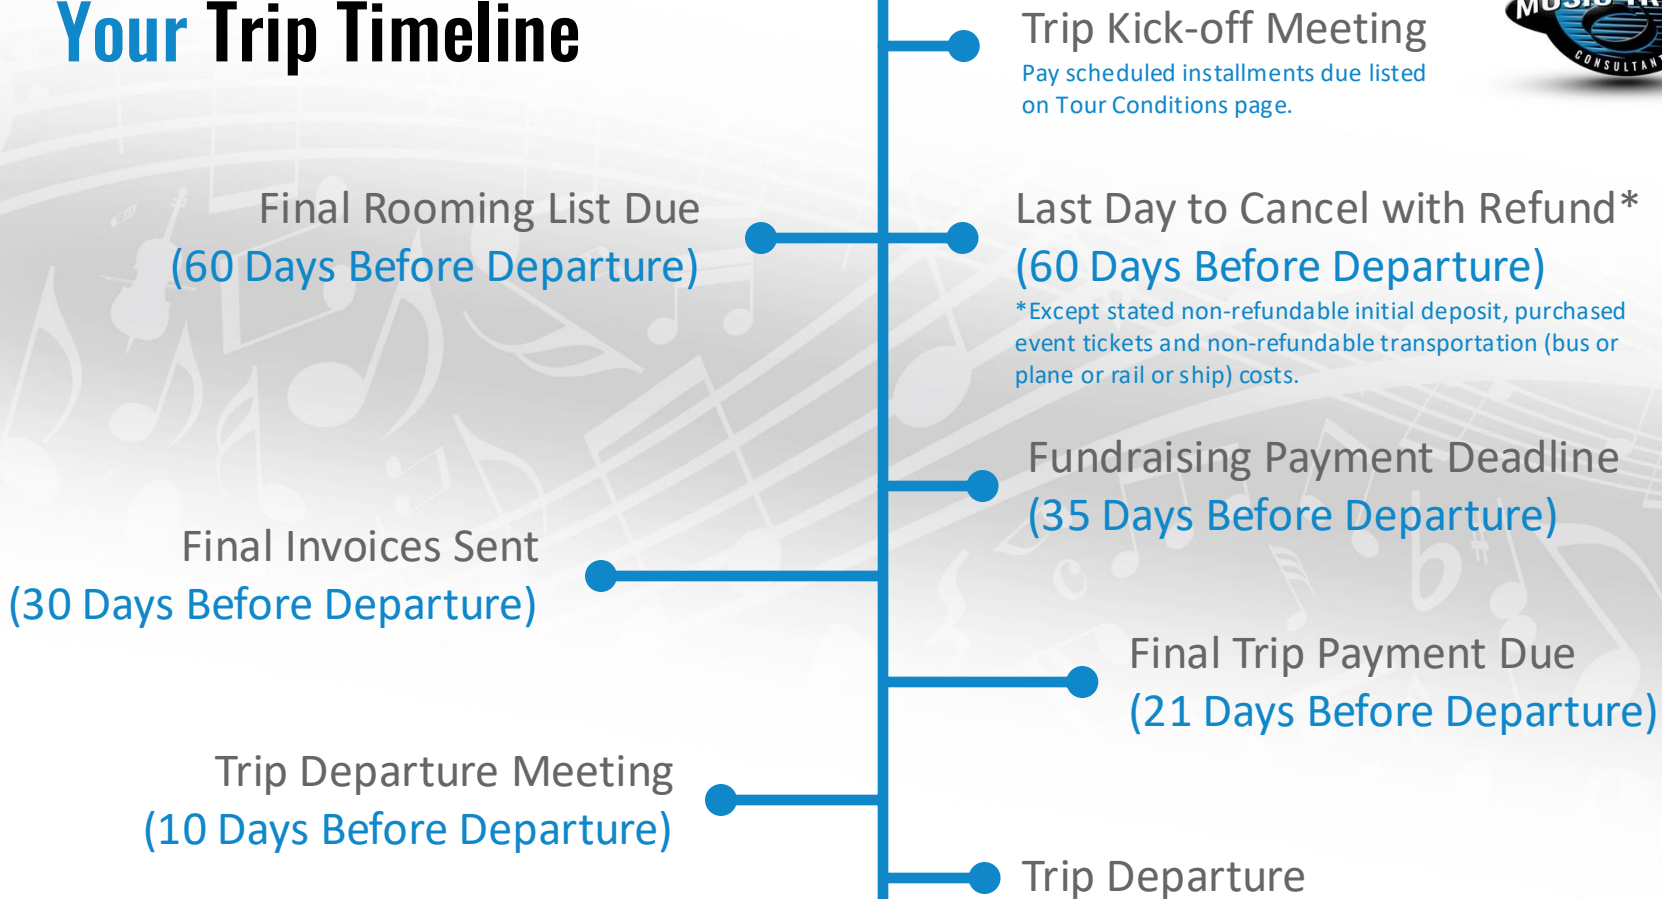 Your Trip Timeline
Trip Kick-off Meeting
Pay scheduled installments due listed
on Tour Conditions page.
MUSIC
CONSULTANT
Final Rooming List Due
(60 Days Before Departure)
Last Day to Cancel with Refund*
(60 Days Before Departure)
*Except stated non-refundable initial deposit, purchased
event tickets and non-refundable transportation (bus or
plane or rail or ship) costs.
Fundraising Payment Deadline
(35 Days Before Departure)
Final Invoices Sent
(30 Days Before Departure)
Final Trip Payment Due
(21 Days Before Departure)
Trip Departure Meeting
(10 Days Before Departure)
Trip Departure